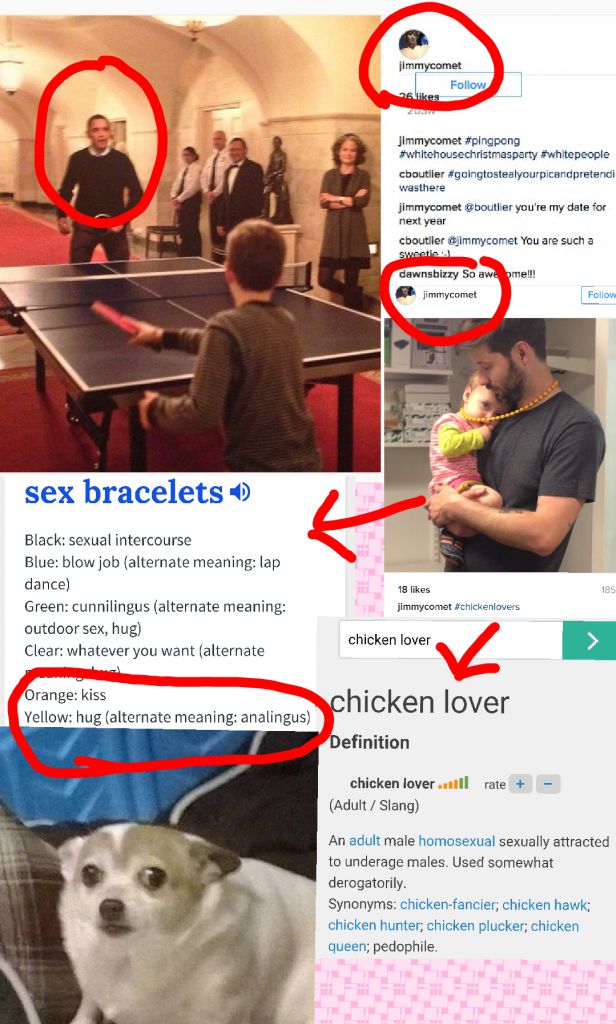 jimmycomet
Follow
26 likes
203w
jimmycomet #pingpong
#whitehousechristmasparty #whitepeople
cboutlier #goingtostealyourpicandpretendi
wasthere
jimmycomet @boutlier you're my date for
next year
cboutlier @jimmycomet You are such a
sweetie :-)
dawnsbizzy So awesome!!!
jimmycomet
Follow
18 likes
185
jimmycomet #chickenlovers
sex bracelets
Black: sexual intercourse
Blue: blow job (alternate meaning: lap
dance)
Green: cunnilingus (alternate meaning:
outdoor sex, hug)
Clear: whatever you want (alternate
meaning: hug)
Orange: kiss
Yellow: hug (alternate meaning: analingus)
chicken lover
chicken lover
Definition
chicken lover rate + −
(Adult / Slang)
An adult male homosexual sexually attracted
to underage males. Used somewhat
derogatorily.
Synonyms: chicken-fancier; chicken hawk;
chicken hunter; chicken plucker; chicken
queen; pedophile.